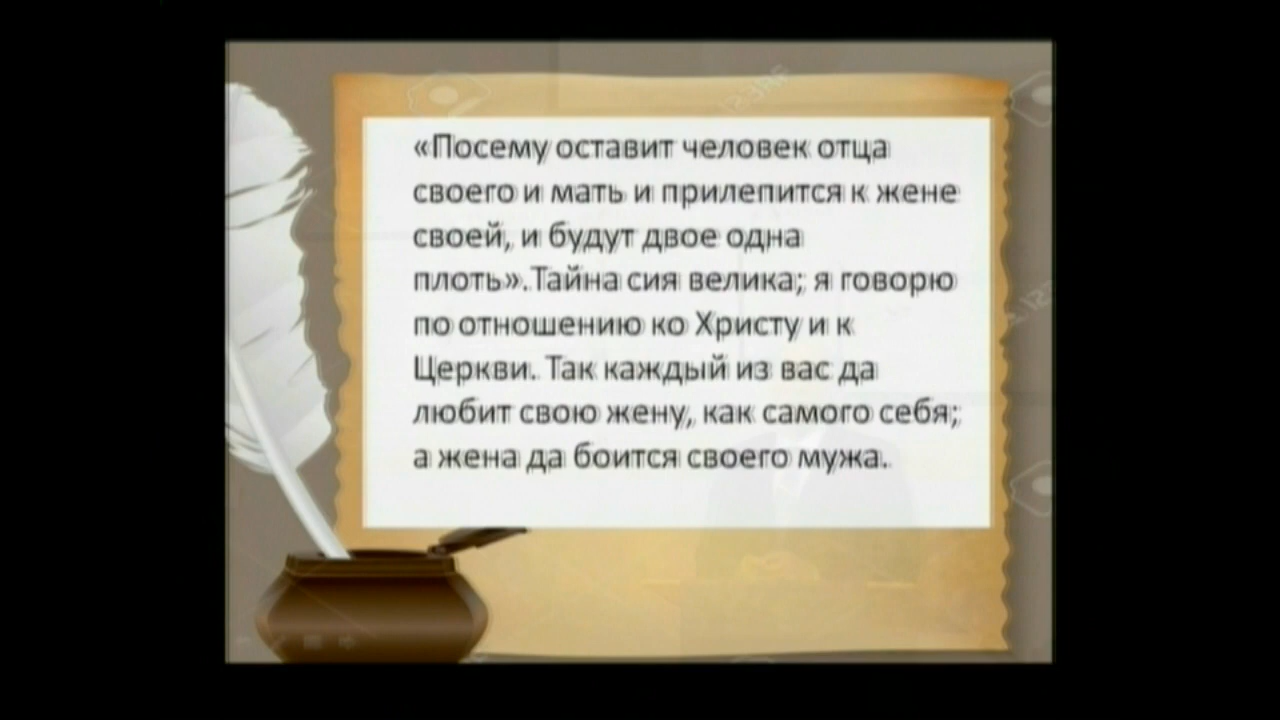 «Посему оставит человек отца
своего и мать и прилепится к жене
своей, и будут двое одна
плоть».Тайна сия велика; я говорю
по отношению ко Христу и к
Церкви. Так каждый из вас да
любит свою жену, как самого себя;
а жена да боится своего мужа.